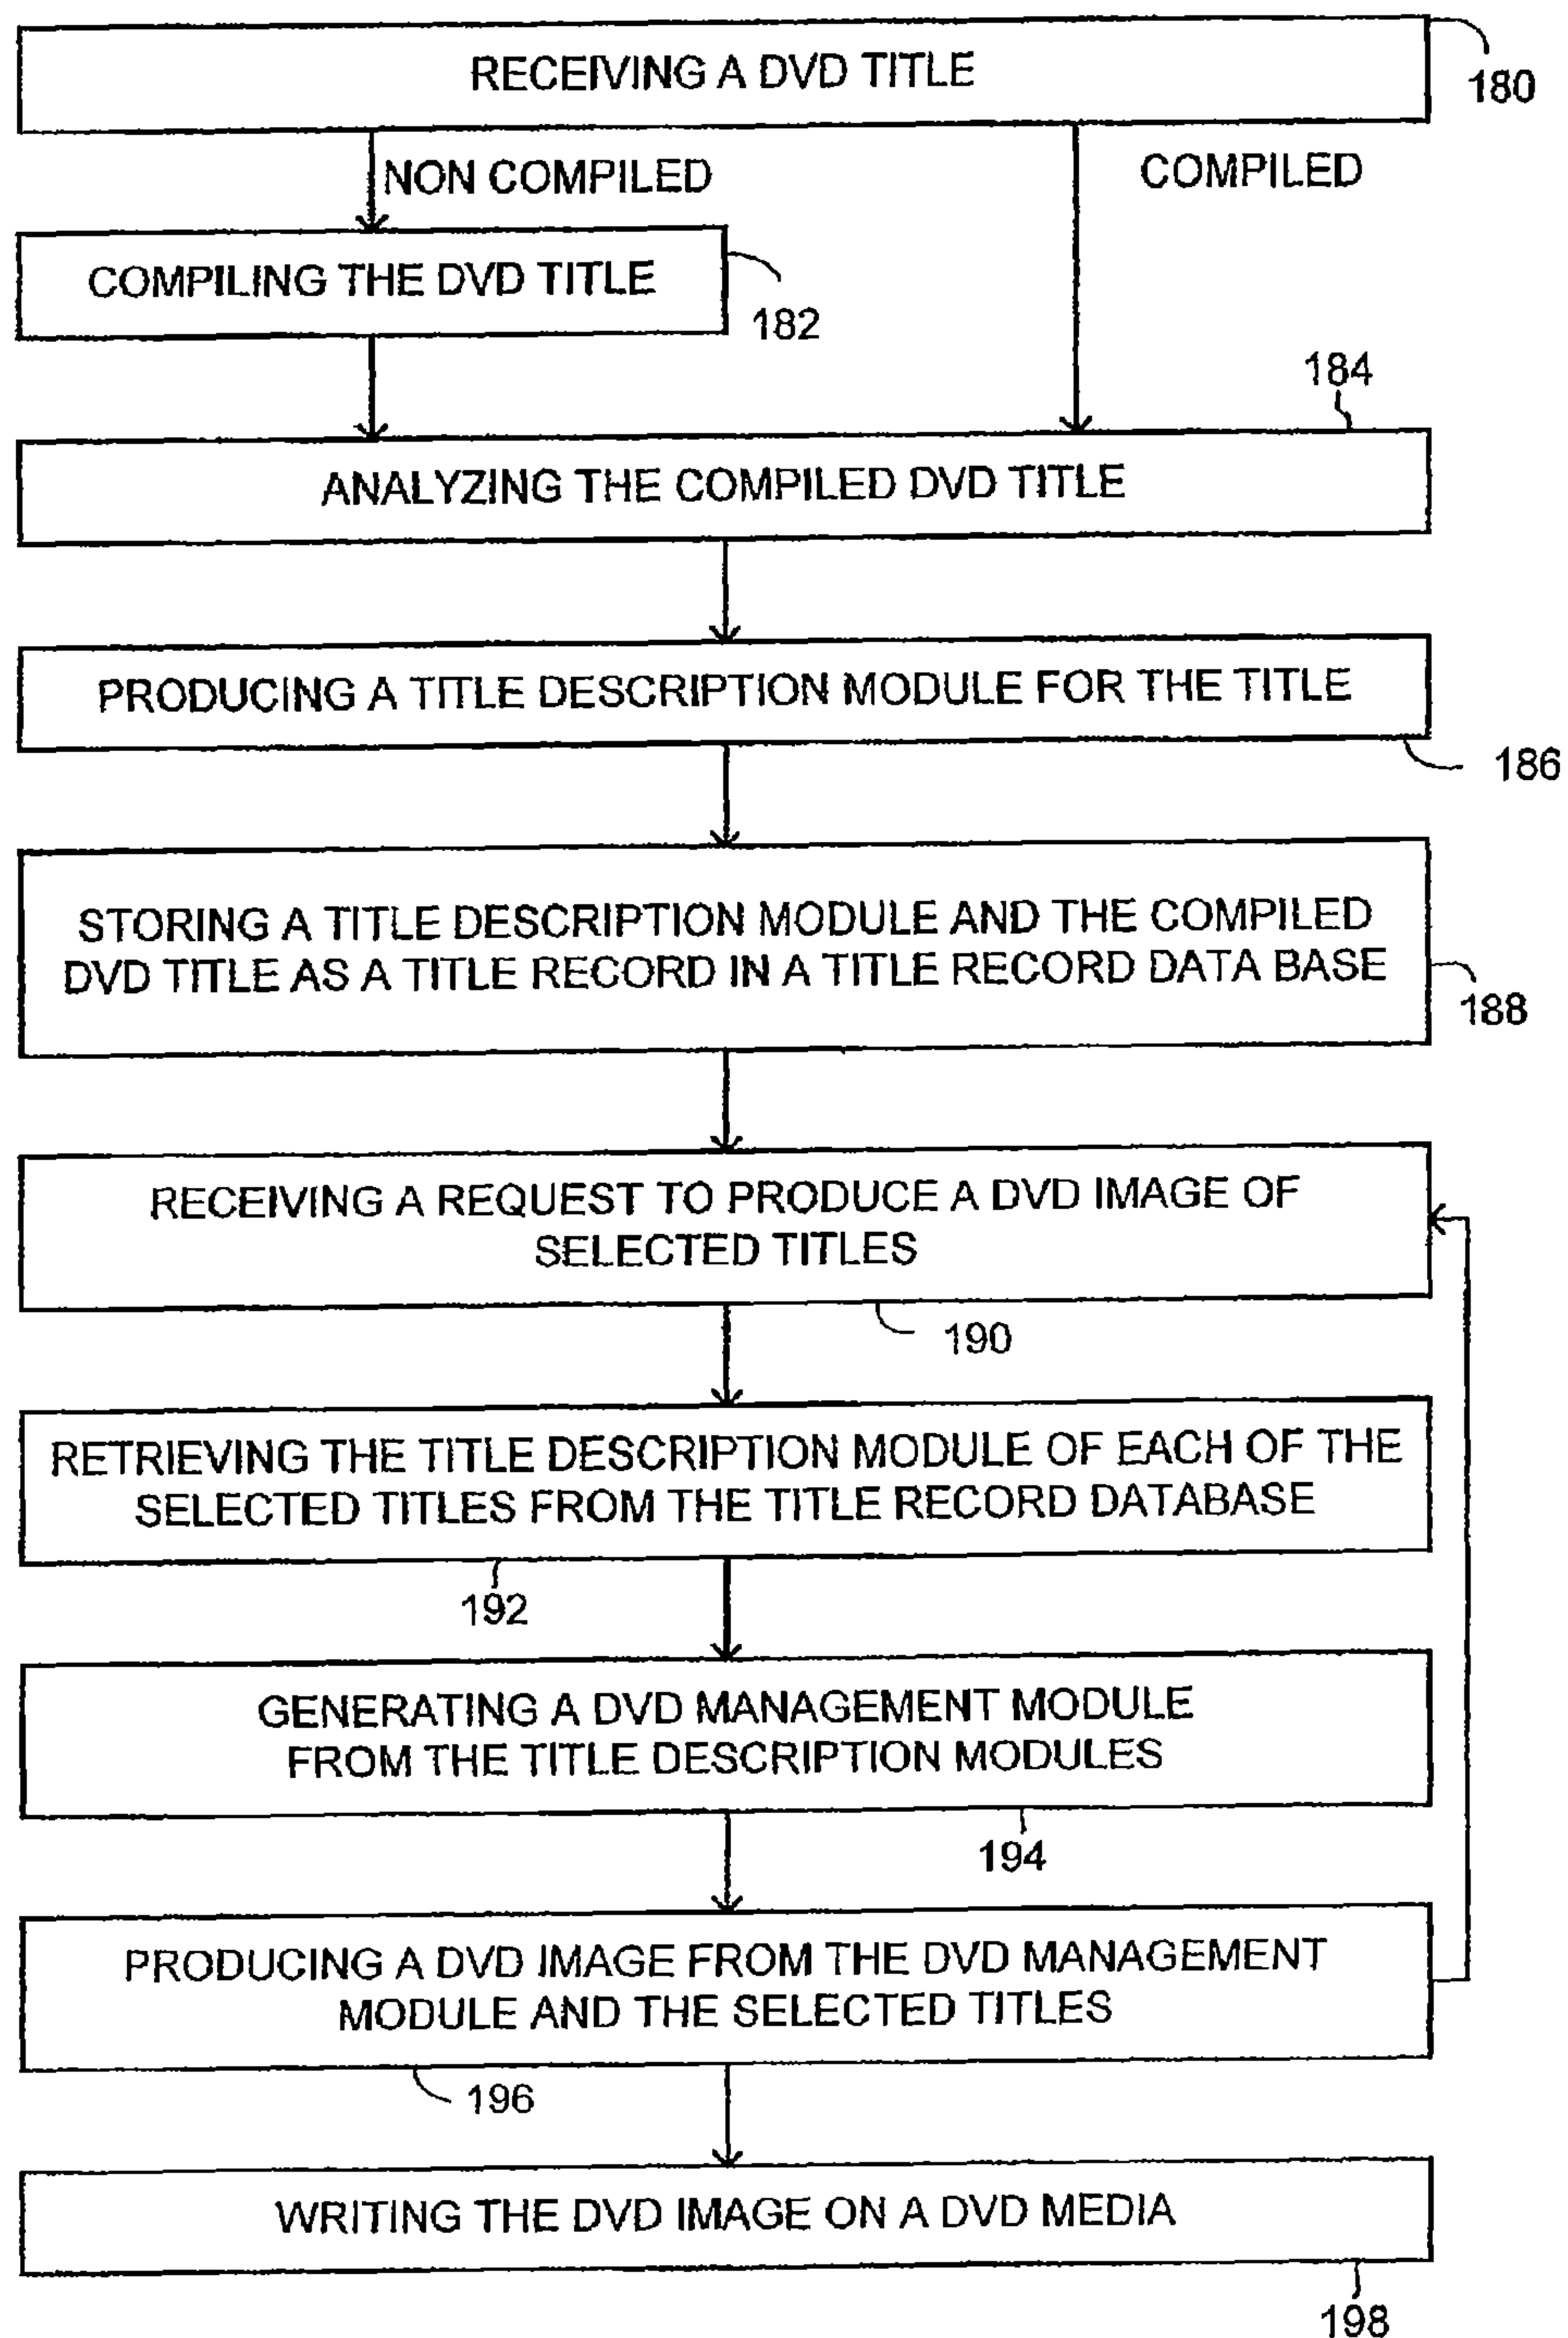 RECEIVING A DVD TITLE
180
NON COMPILED
COMPILED
COMPILING THE DVD TITLE
182
184
ANALYZING THE COMPILED DVD TITLE
PRODUCING A TITLE DESCRIPTION MODULE FOR THE TITLE
186
STORING A TITLE DESCRIPTION MODULE AND THE COMPILED
DVD TITLE AS A TITLE RECORD IN A TITLE RECORD DATA BASE
188
RECEIVING A REQUEST TO PRODUCE A DVD IMAGE OF
SELECTED TITLES
190
RETRIEVING THE TITLE DESCRIPTION MODULE OF EACH OF THE
SELECTED TITLES FROM THE TITLE RECORD DATABASE
192
GENERATING A DVD MANAGEMENT MODULE
FROM THE TITLE DESCRIPTION MODULES
194
PRODUCING A DVD IMAGE FROM THE DVD MANAGEMENT
MODULE AND THE SELECTED TITLES
196
WRITING THE DVD IMAGE ON A DVD MEDIA
198